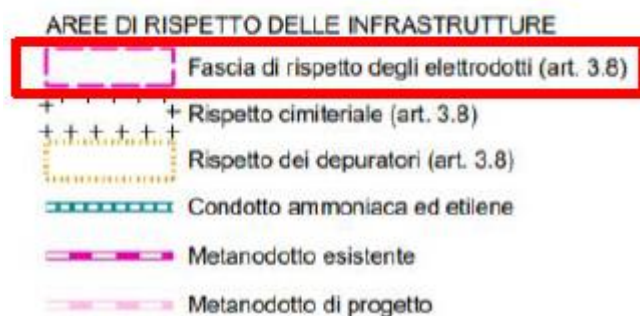 AREE DI RISPETTO DELLE INFRASTRUTTURE
Fascia di rispetto degli elettrodotti (art. 3.8)
Rispetto cimiteriale (art. 3.8)
Rispetto dei depuratori (art. 3.8)
Condotto ammoniaca ed etilene
Metanodotto esistente
Metanodotto di progetto